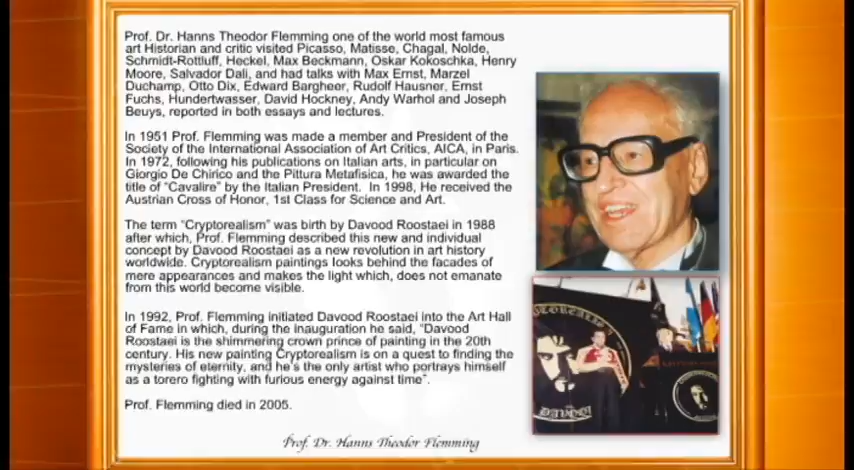 Prof. Dr. Hanns Theodor Flemming one of the world most famous
art Historian and critic visited Picasso, Matisse, Chagal, Nolde,
Schmidt-Rottluff, Heckel, Max Beckmann, Oskar Kokoschka, Henry
Moore, Salvador Dali, and had talks with Max Ernst, Marzel
Duchamp, Otto Dix, Edward Bargheer, Rudolf Hausner, Ernst
Fuchs, Hundertwasser, David Hockney, Andy Warhol and Joseph
Beuys, reported in both essays and lectures.
In 1951 Prof. Flemming was made a member and President of the
Society of the International Association of Art Critics, AICA, in Paris.
In 1972, following his publications on Italian arts, in particular on
Giorgio De Chirico and the Pittura Metafisica, he was awarded the
title of “Cavalire” by the Italian President. In 1998, He received the
Austrian Cross of Honor, 1st Class for Science and Art.
The term “Cryptorealism” was birth by Davood Roostaei in 1988
after which, Prof. Flemming described this new and individual
concept by Davood Roostaei as a new revolution in art history
worldwide. Cryptorealism paintings looks behind the facades of
mere appearances and makes the light which, does not emanate
from this world become visible.
In 1992, Prof. Flemming initiated Davood Roostaei into the Art Hall
of Fame in which, during the inauguration he said, “Davood
Roostaei is the shimmering crown prince of painting in the 20th
century. His new painting Cryptorealism is on a quest to finding the
mysteries of eternity, and he's the only artist who portrays himself
as a torero fighting with furious energy against time”.
Prof. Flemming died in 2005.
Prof. Dr. Hanns Theodor Flemming
DAVOOD